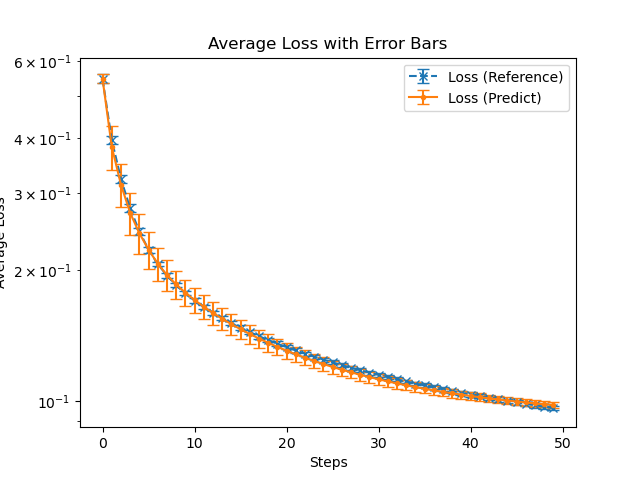 Average Loss with Error Bars
Loss (Reference)
Loss (Predict)
6 × 10⁻¹
4 × 10⁻¹
3 × 10⁻¹
2 × 10⁻¹
10⁻¹
Average Loss
0 10 20 30 40 50
Steps